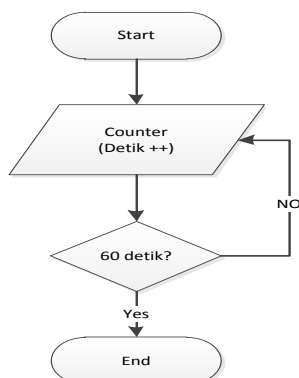 Start
Counter
(Detik ++)
60 detik?
NO
Yes
End